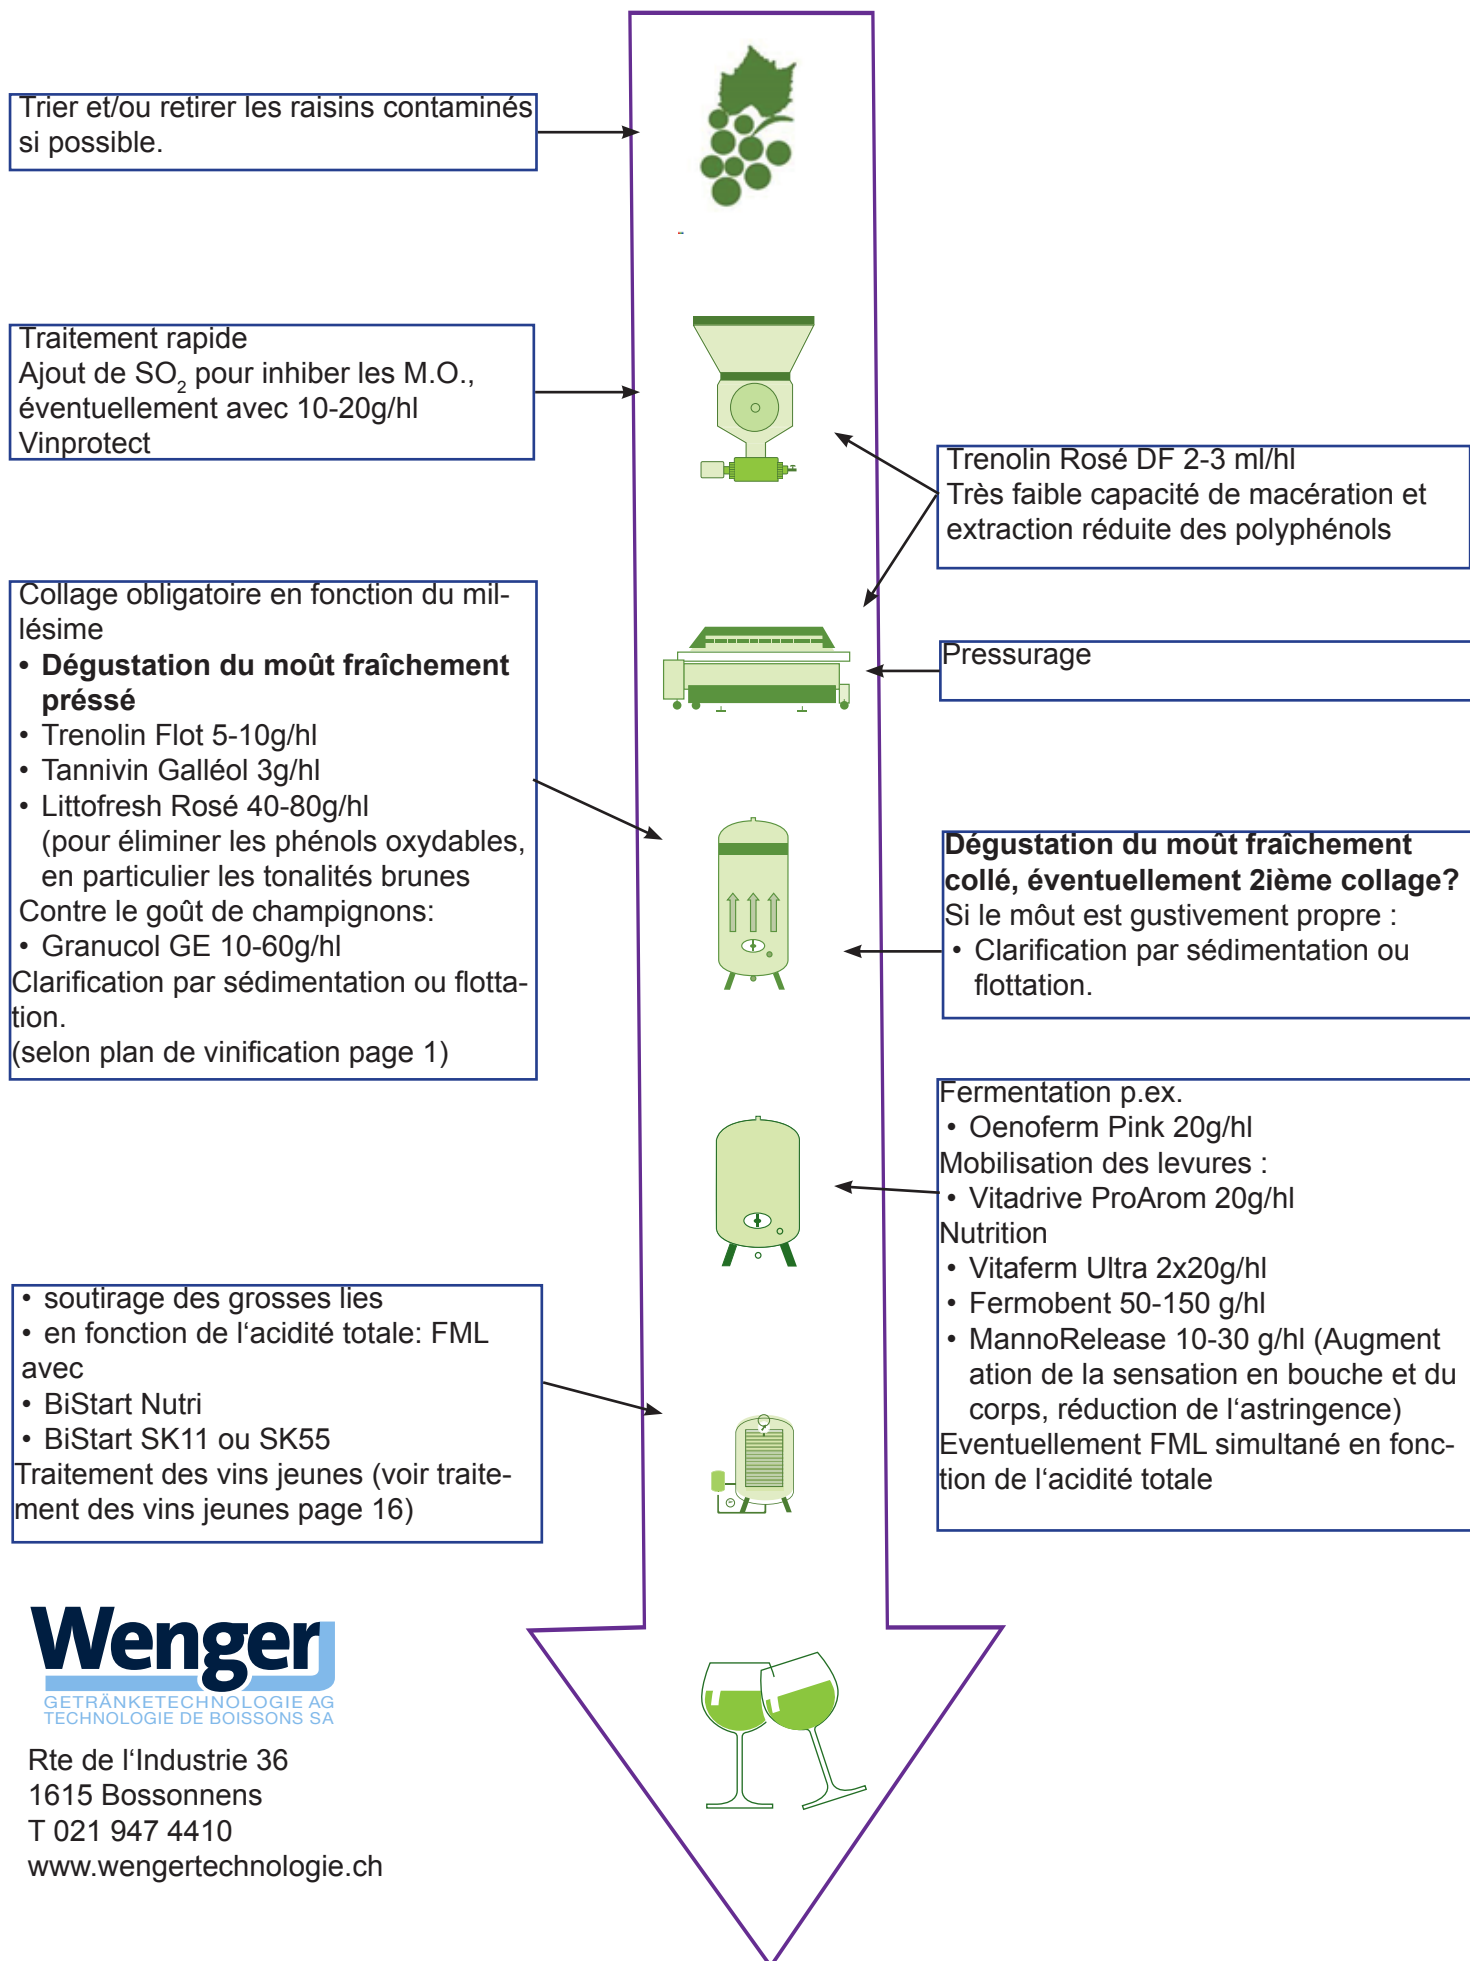 Trier et/ou retirer les raisins contaminés
si possible.
Traitement rapide
Ajout de SO₂ pour inhiber les M.O.,
éventuellement avec 10-20g/hl
Vinprotect
Trenolin Rosé DF 2-3 ml/hl
Très faible capacité de macération et
extraction réduite des polyphénols
Collage obligatoire en fonction du mil-
lésime
• Dégustation du moût fraîchement
préssé
• Trenolin Flot 5-10g/hl
• Tannivin Galléol 3g/hl
• Littofresh Rosé 40-80g/hl
(pour éliminer les phénols oxydables,
en particulier les tonalités brunes
Contre le goût de champignons:
• Granucol GE 10-60g/hl
Clarification par sédimentation ou flotta-
tion.
(selon plan de vinification page 1)
Pressurage
Dégustation du moût fraîchement
collé, éventuellement 2ième collage?
Si le môut est gustivement propre :
• Clarification par sédimentation ou
flottation.
Fermentation p.ex.
• Oenoferm Pink 20g/hl
Mobilisation des levures :
• Vitadrive ProArom 20g/hl
Nutrition
• Vitaferm Ultra 2x20g/hl
• Fermobent 50-150 g/hl
• MannoRelease 10-30 g/hl (Augment
ation de la sensation en bouche et du
corps, réduction de l‘astringence)
Eventuellement FML simultané en fonc-
tion de l‘acidité totale
• soutirage des grosses lies
• en fonction de l‘acidité totale: FML
avec
• BiStart Nutri
• BiStart SK11 ou SK55
Traitement des vins jeunes (voir traite-
ment des vins jeunes page 16)
Wenger
GETRÄNKETECHNOLOGIE AG
TECHNOLOGIE DE BOISSONS SA
Rte de l‘Industrie 36
1615 Bossonnens
T 021 947 4410
www.wengertechnologie.ch